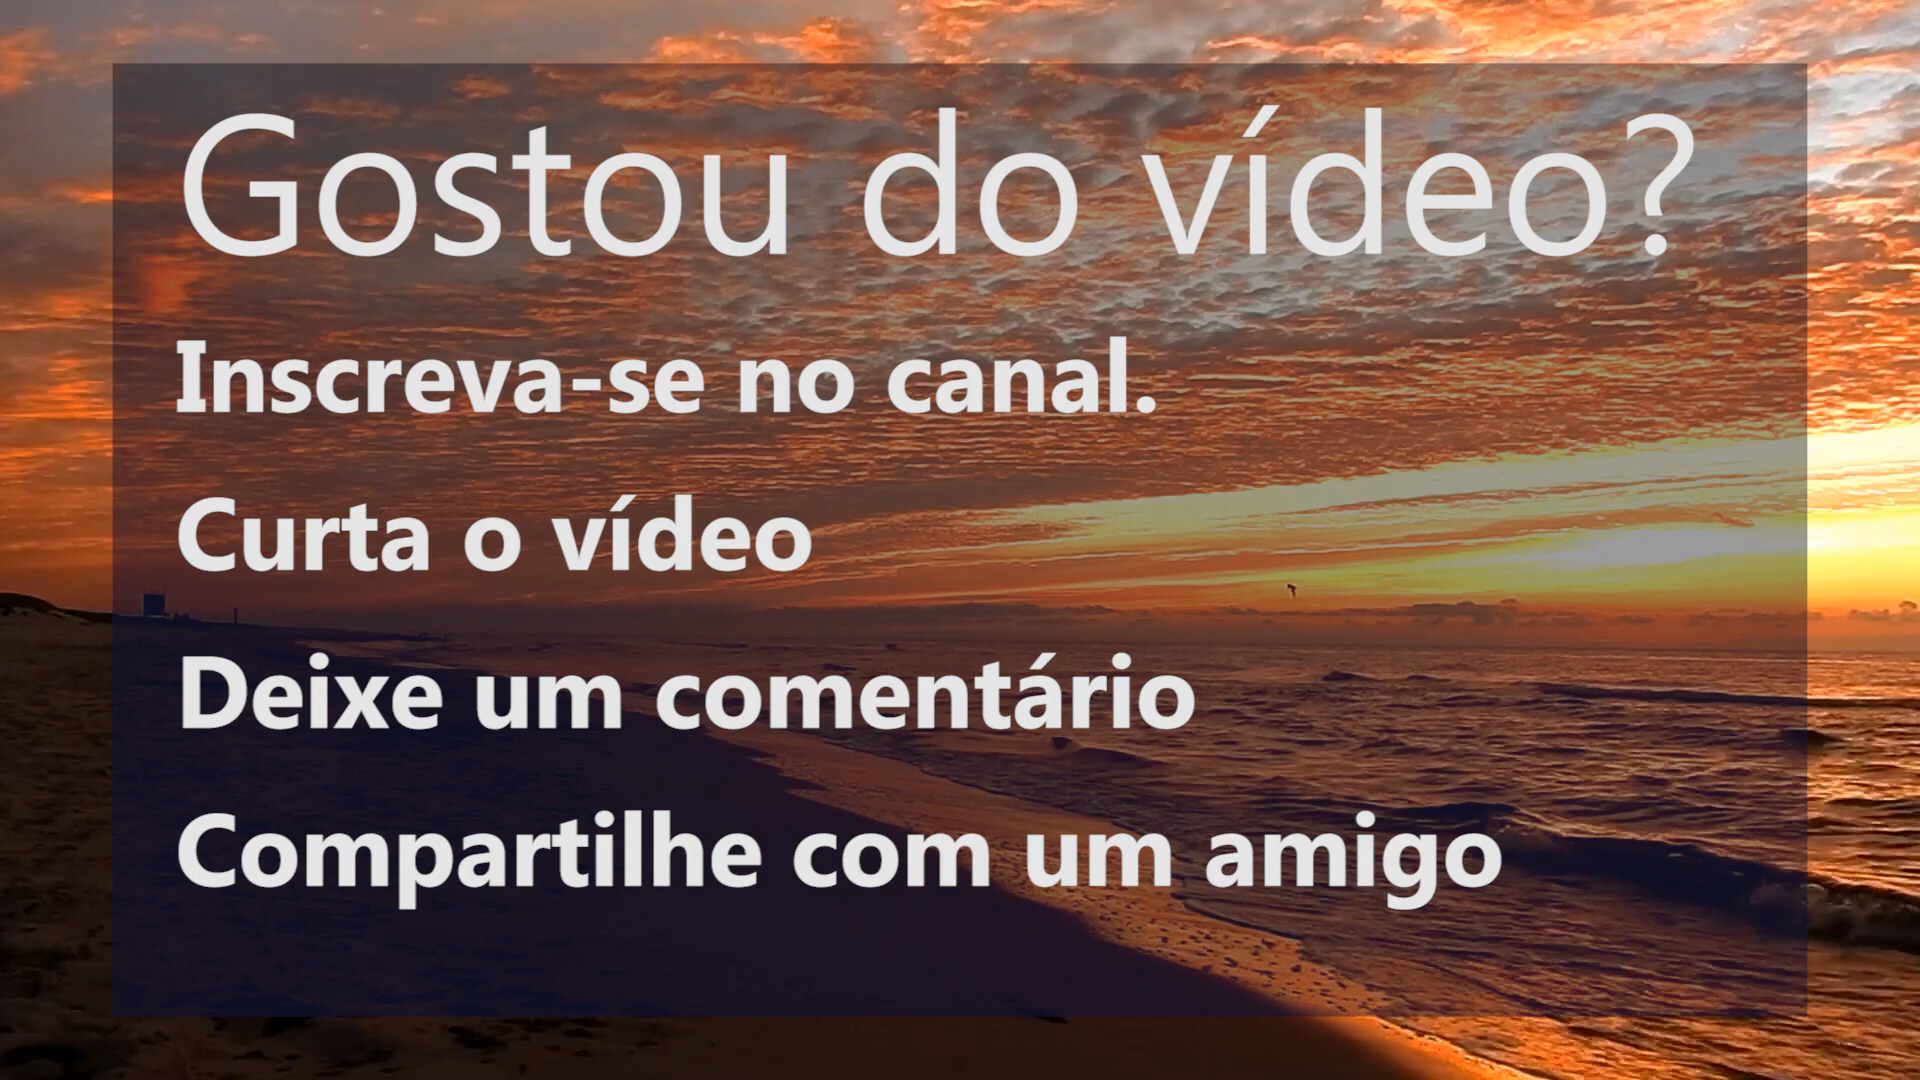 Gostou do vídeo?
Inscreva-se no canal.
Curta o vídeo
Deixe um comentário
Compartilhe com um amigo